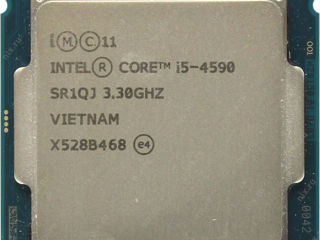 i Ⓜ Ⓒ 11
INTEL® CORE™ i5-4590
SR1QJ 3.30GHZ
VIETNAM
X528B468 e4